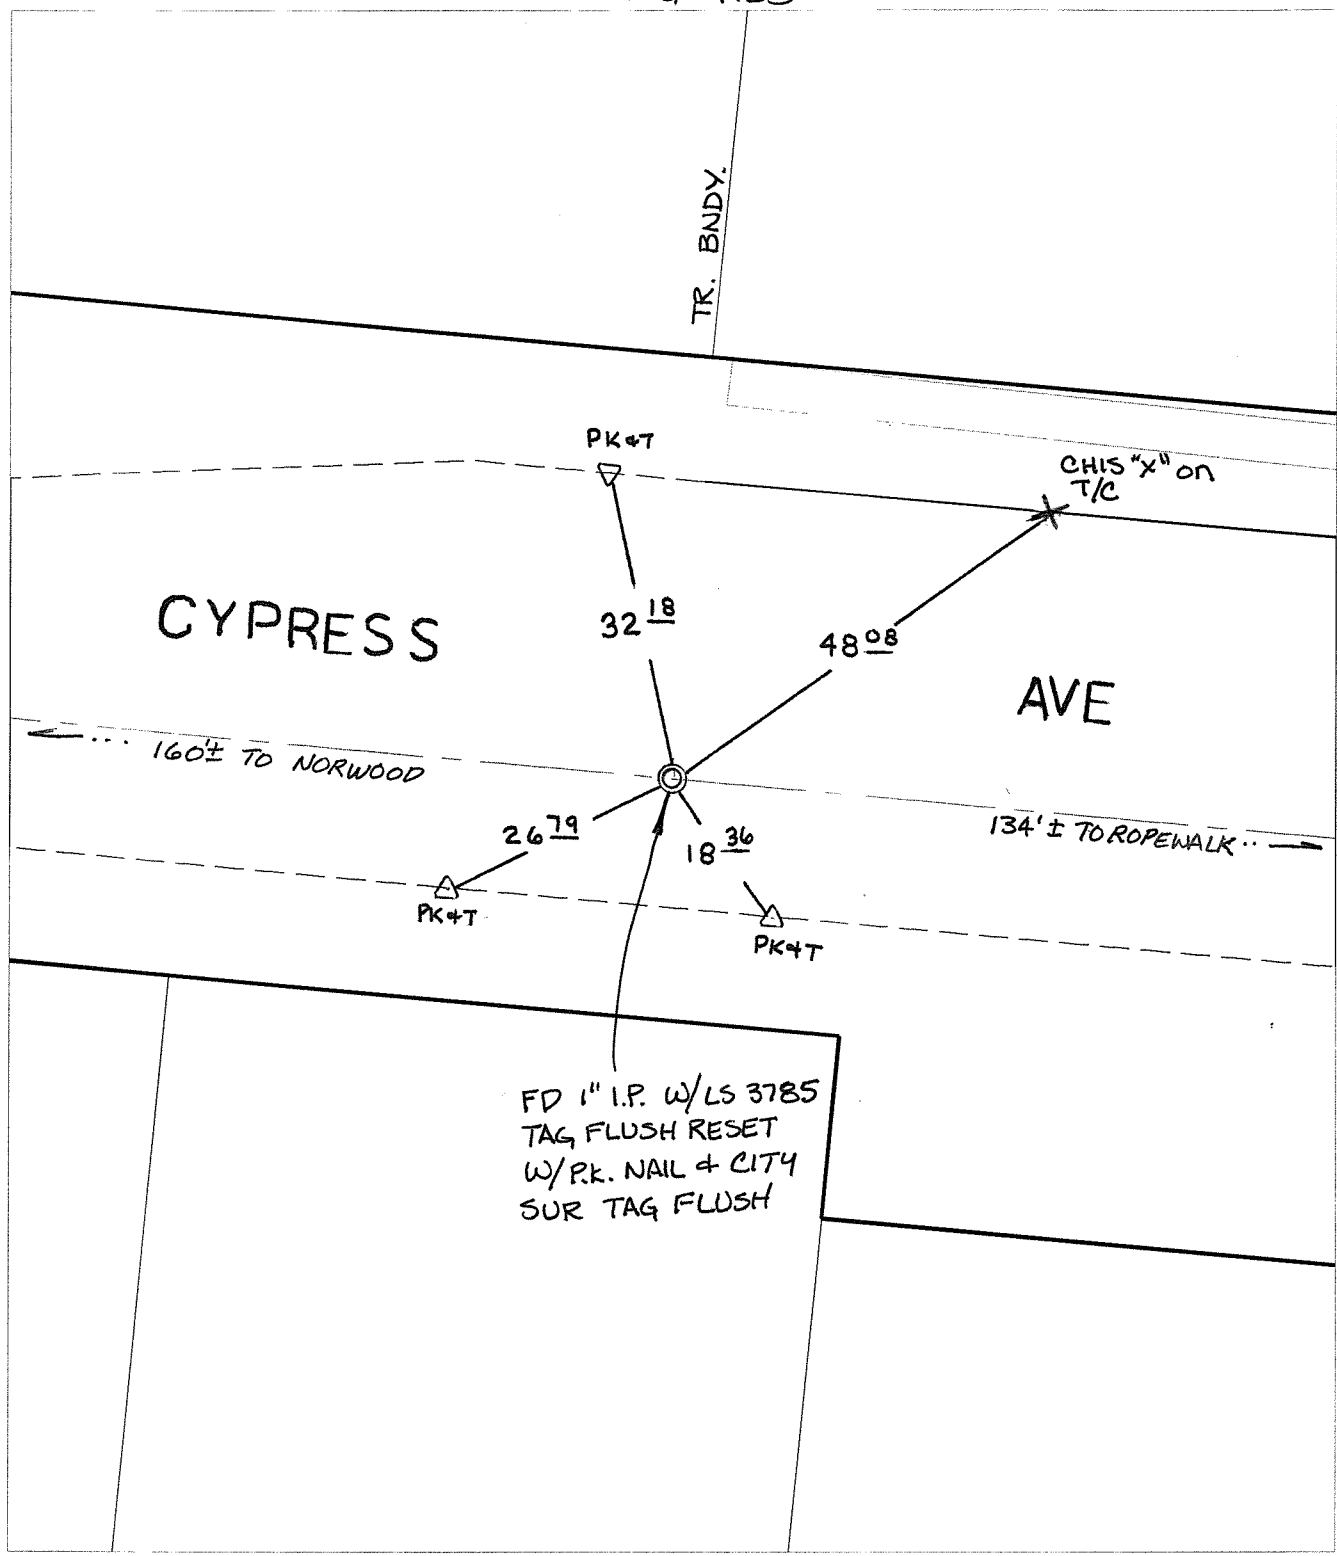 TR. BNDY.
PK & T
CHIS "X" on
T/C
CYPRESS
32 18
48 08
AVE
160'± TO NORWOOD
134'± TO ROPEWALK
26 79
18 36
PK & T
PK & T
FD 1" I.P. W/LS 3785
TAG FLUSH RESET
W/P.K. NAIL & CITY
SUR TAG FLUSH